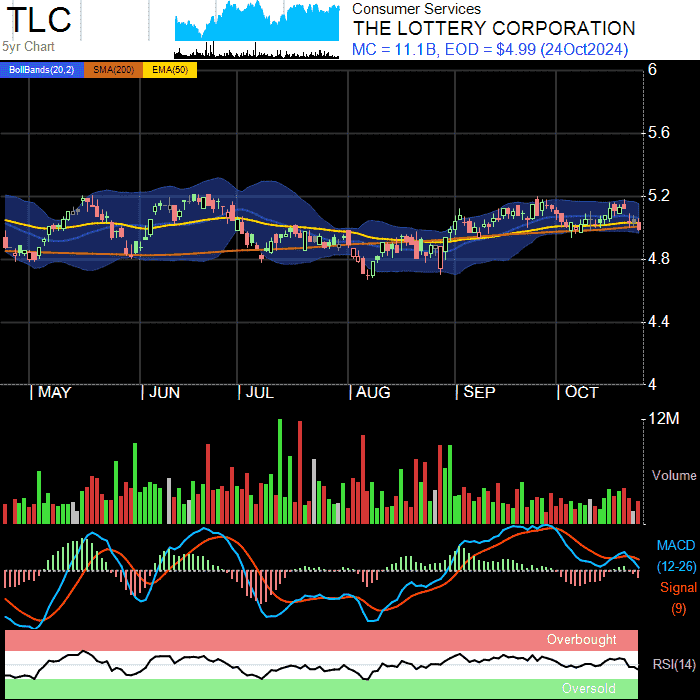 TLC
5yr Chart
Consumer Services
THE LOTTERY CORPORATION
MC = 11.1B, EOD = $4.99 (24Oct2024)
BollBands(20,2) SMA(200) EMA(50)
6
5.6
5.2
4.8
4.4
4
MAY JUN JUL AUG SEP OCT
12M
Volume
MACD
(12-26)
Signal
(9)
Overbought
RSI(14)
Oversold